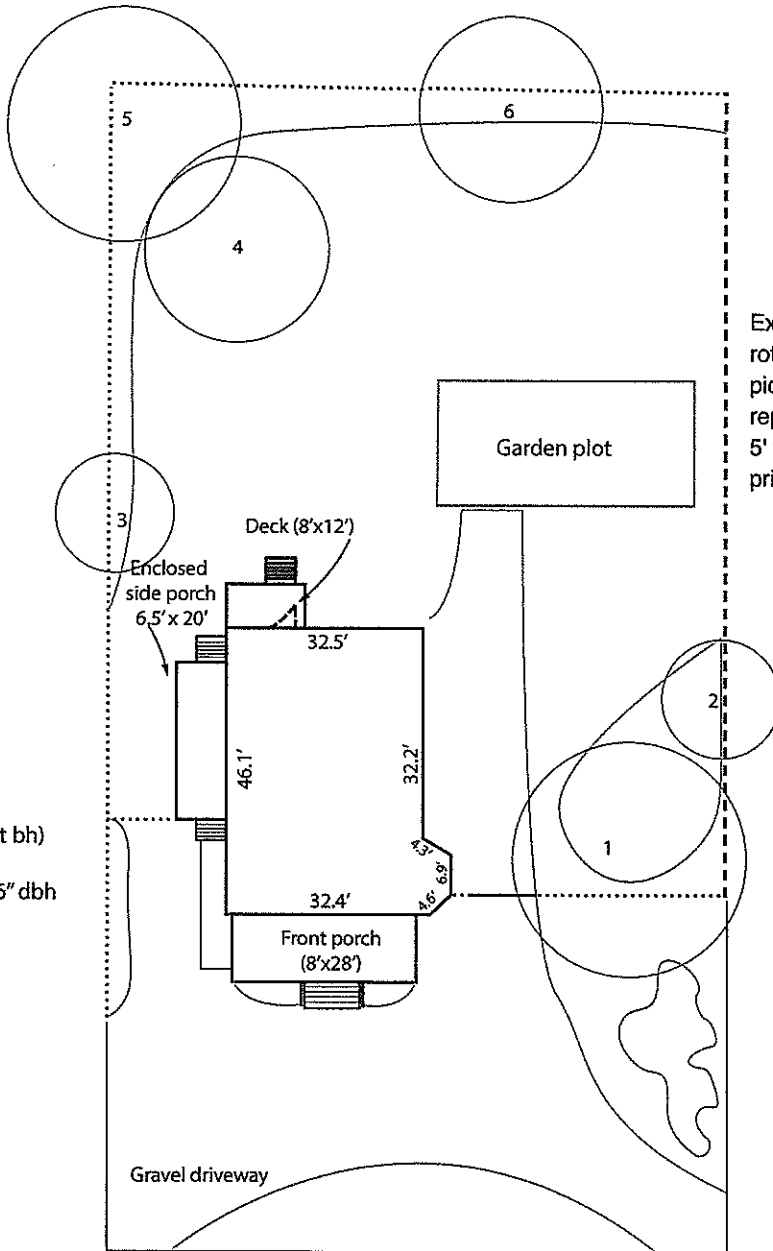 5
6
4
Ex
rot
pic
rep
5'
pri
Garden plot
3
Deck (8'x12')
Enclosed
side porch
6.5' x 20'
32.5'
46.1'
32.2'
2
1
t bh)
6" dbh
4.3'
6.9'
4.6'
32.4'
Front porch
(8'x28')
Gravel driveway